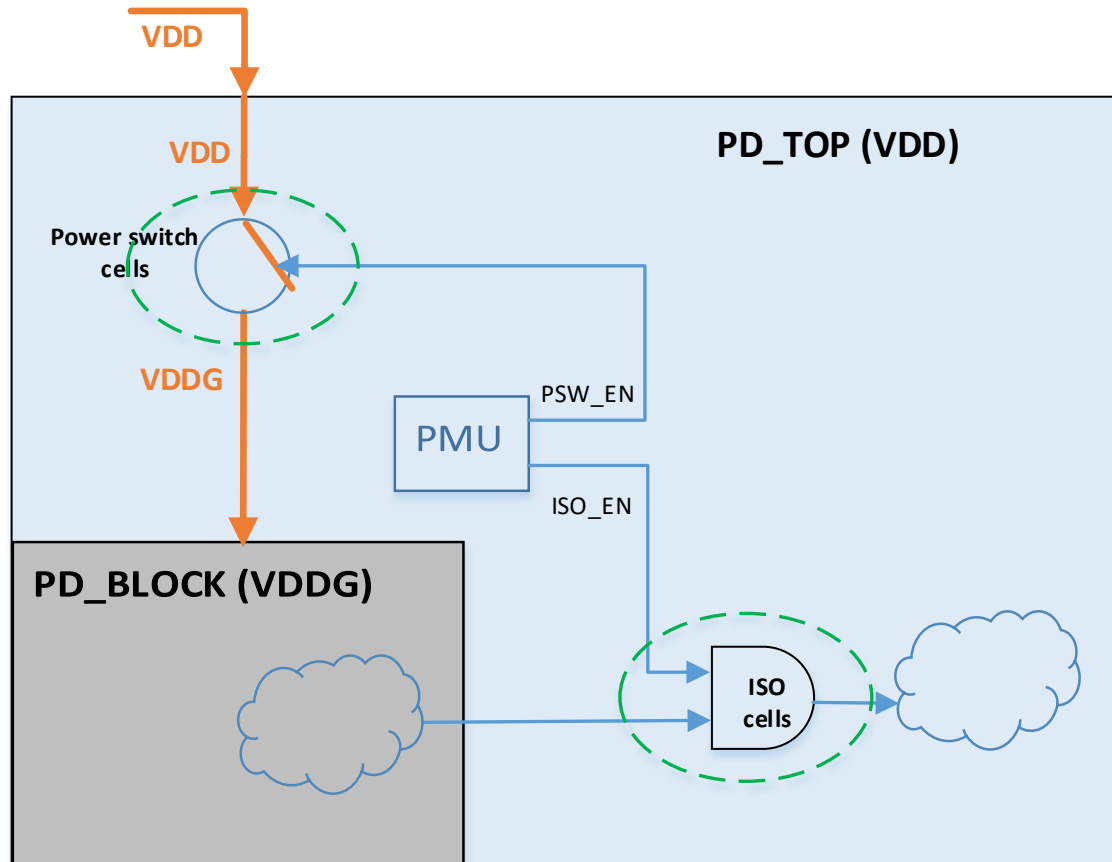 VDD
VDD
PD_TOP (VDD)
Power switch
cells
VDDG
PSW_EN
PMU
ISO_EN
PD_BLOCK (VDDG)
ISO
cells